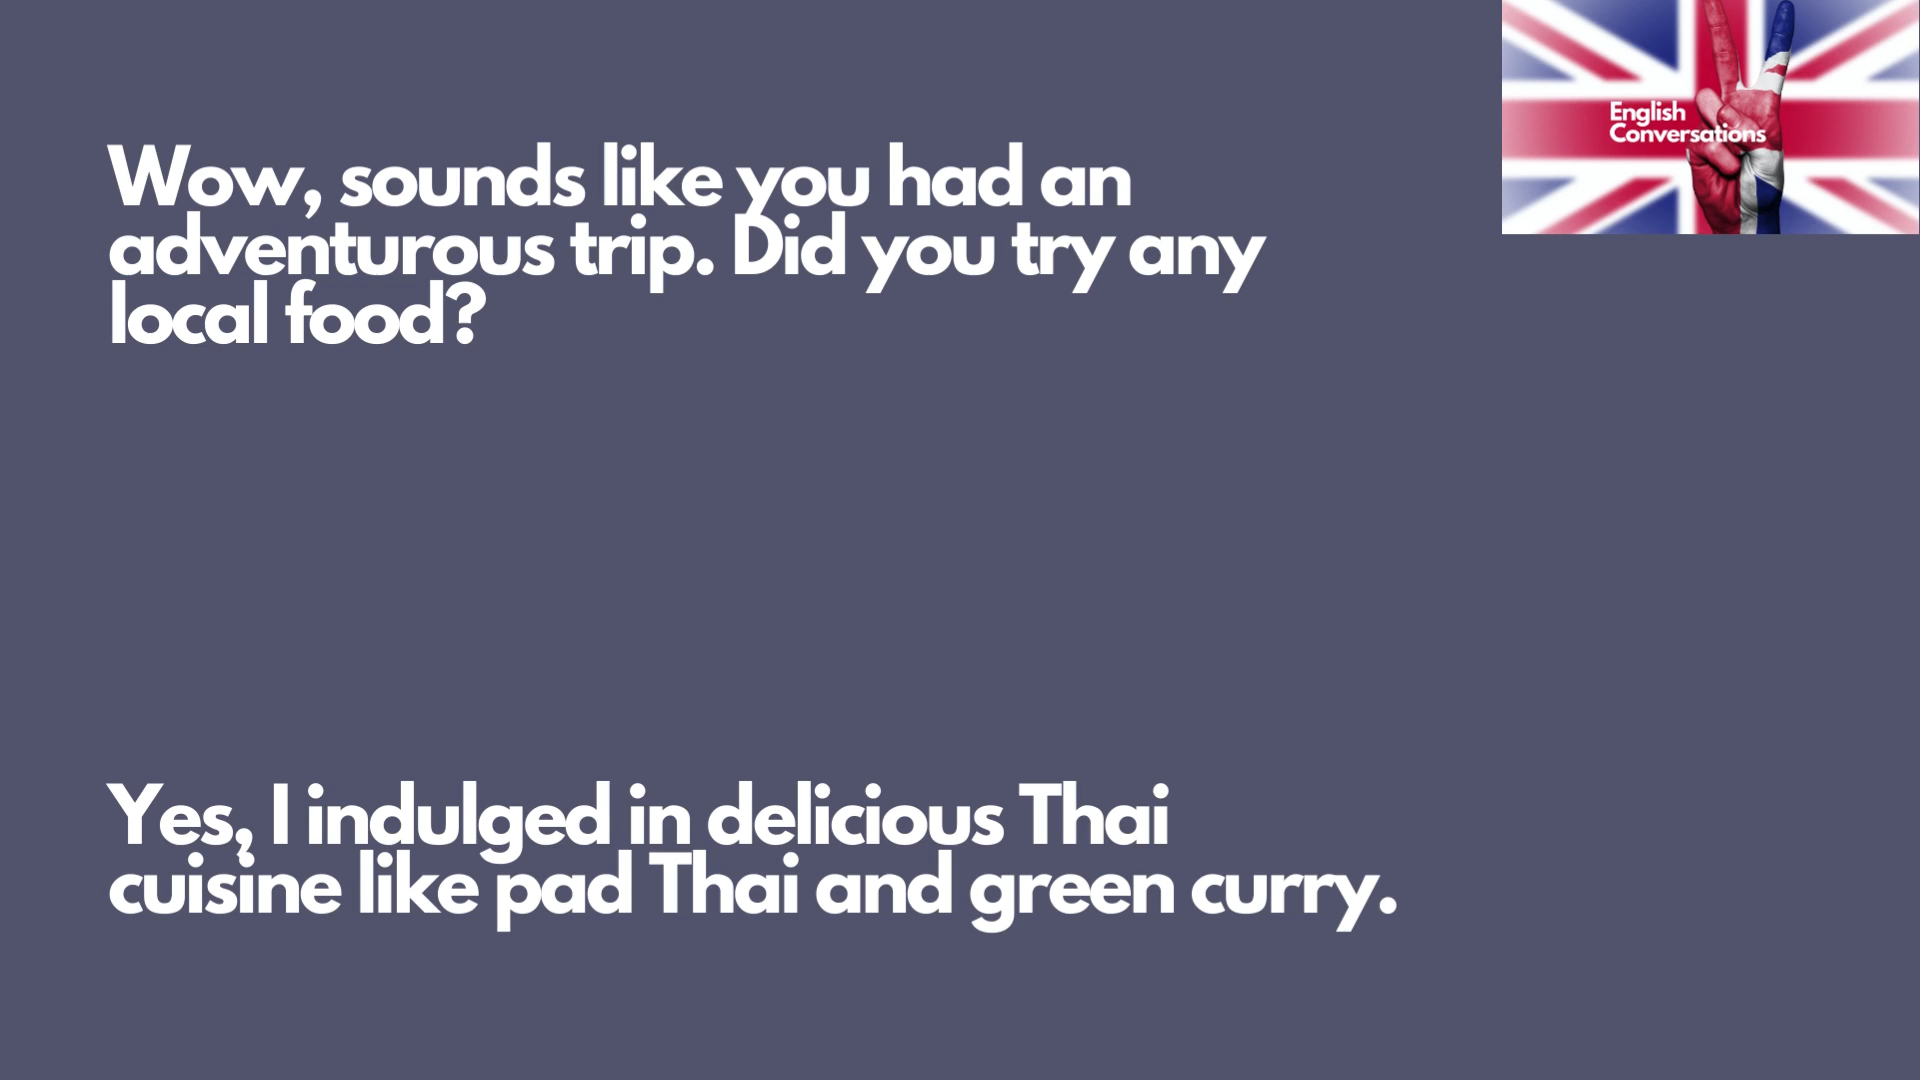 English
Conversations
Wow, sounds like you had an
adventurous trip. Did you try any
local food?
Yes, I indulged in delicious Thai
cuisine like pad Thai and green curry.